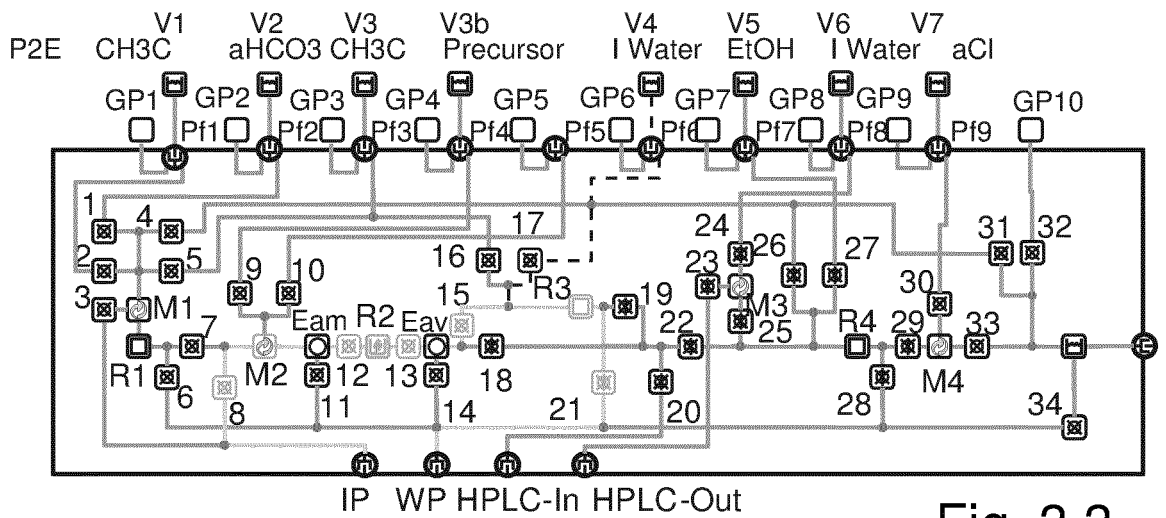 V1 V2 V3 V3b V4 V5 V6 V7
P2E CH3C aHCO3 CH3C Precursor I Water EtOH I Water aCl
GP1 GP2 GP3 GP4 GP5 GP6 GP7 GP8 GP9 GP10
Pf1 Pf2 Pf3 Pf4 Pf5 Pf6 Pf7 Pf8 Pf9
1 4 17 24 31 32
2 5 9 10 16 R3 23 26 27
3 M1 15 19 M3 30
7 Eam R2 Eav 22 25 R4 29 33
R1 M2 12 13 18 M4
6 8 11 14 21 20 28 34
IP WP HPLC-In HPLC-Out